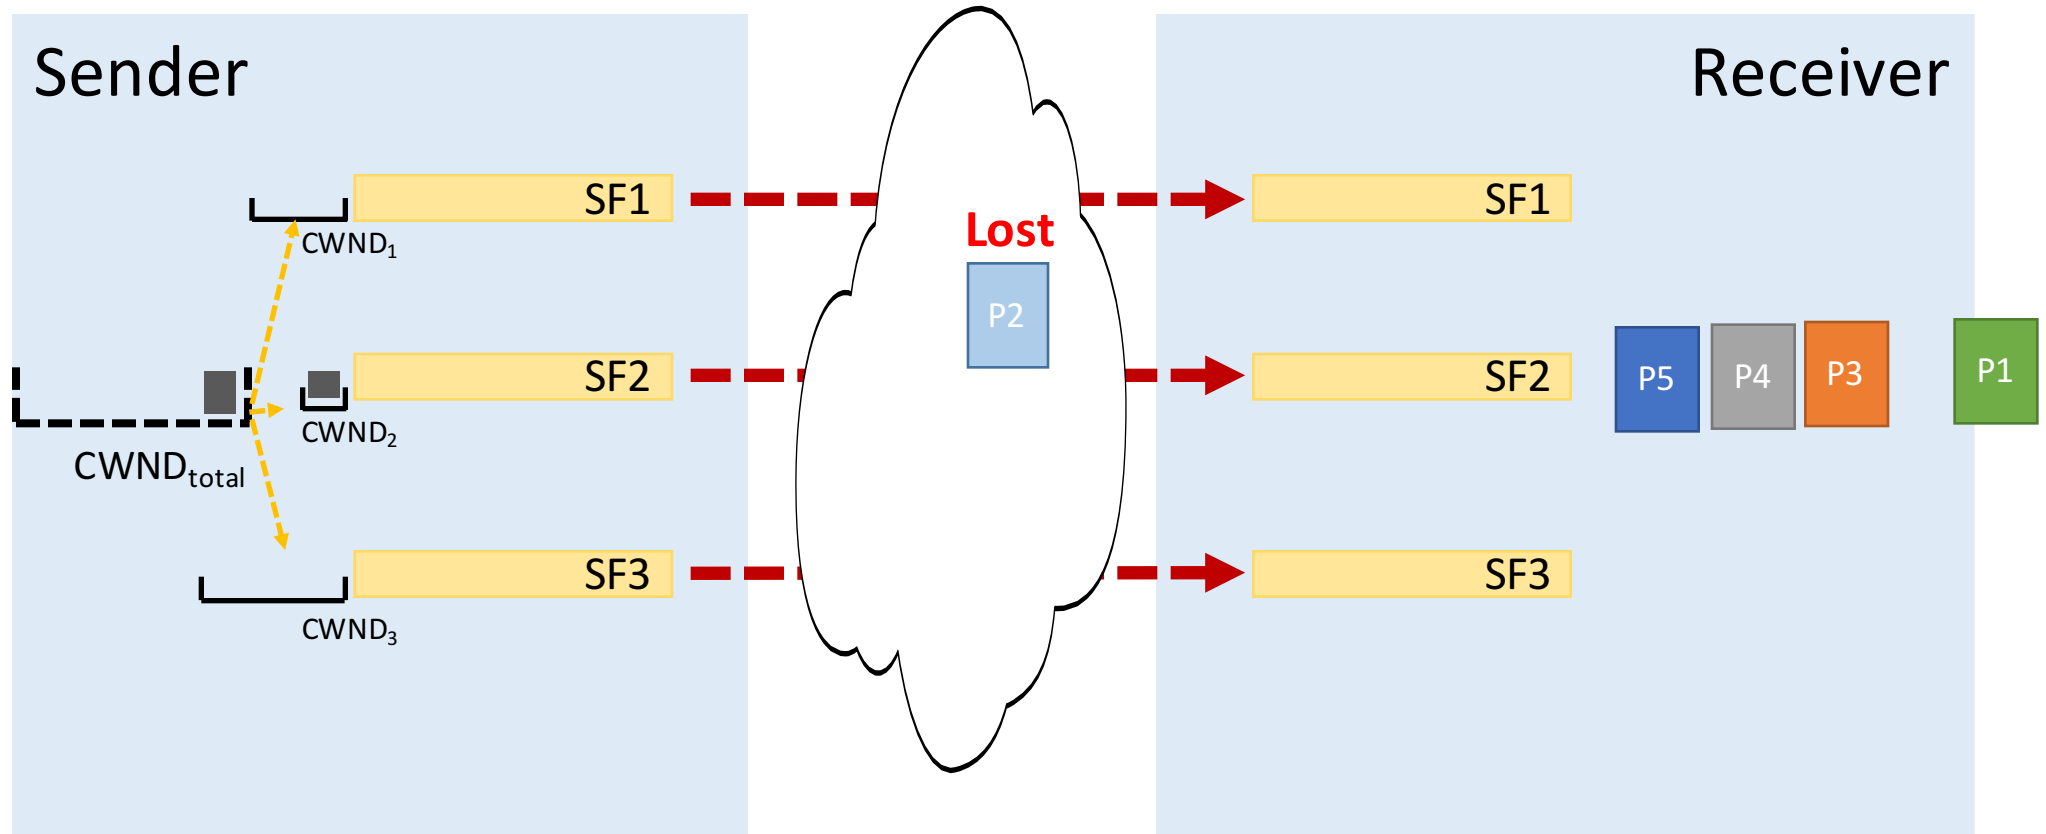 Sender
Receiver
SF1
SF1
CWND₁
Lost
P2
SF2
SF2
P5
P4
P3
P1
CWND₂
CWNDtotal
SF3
SF3
CWND₃